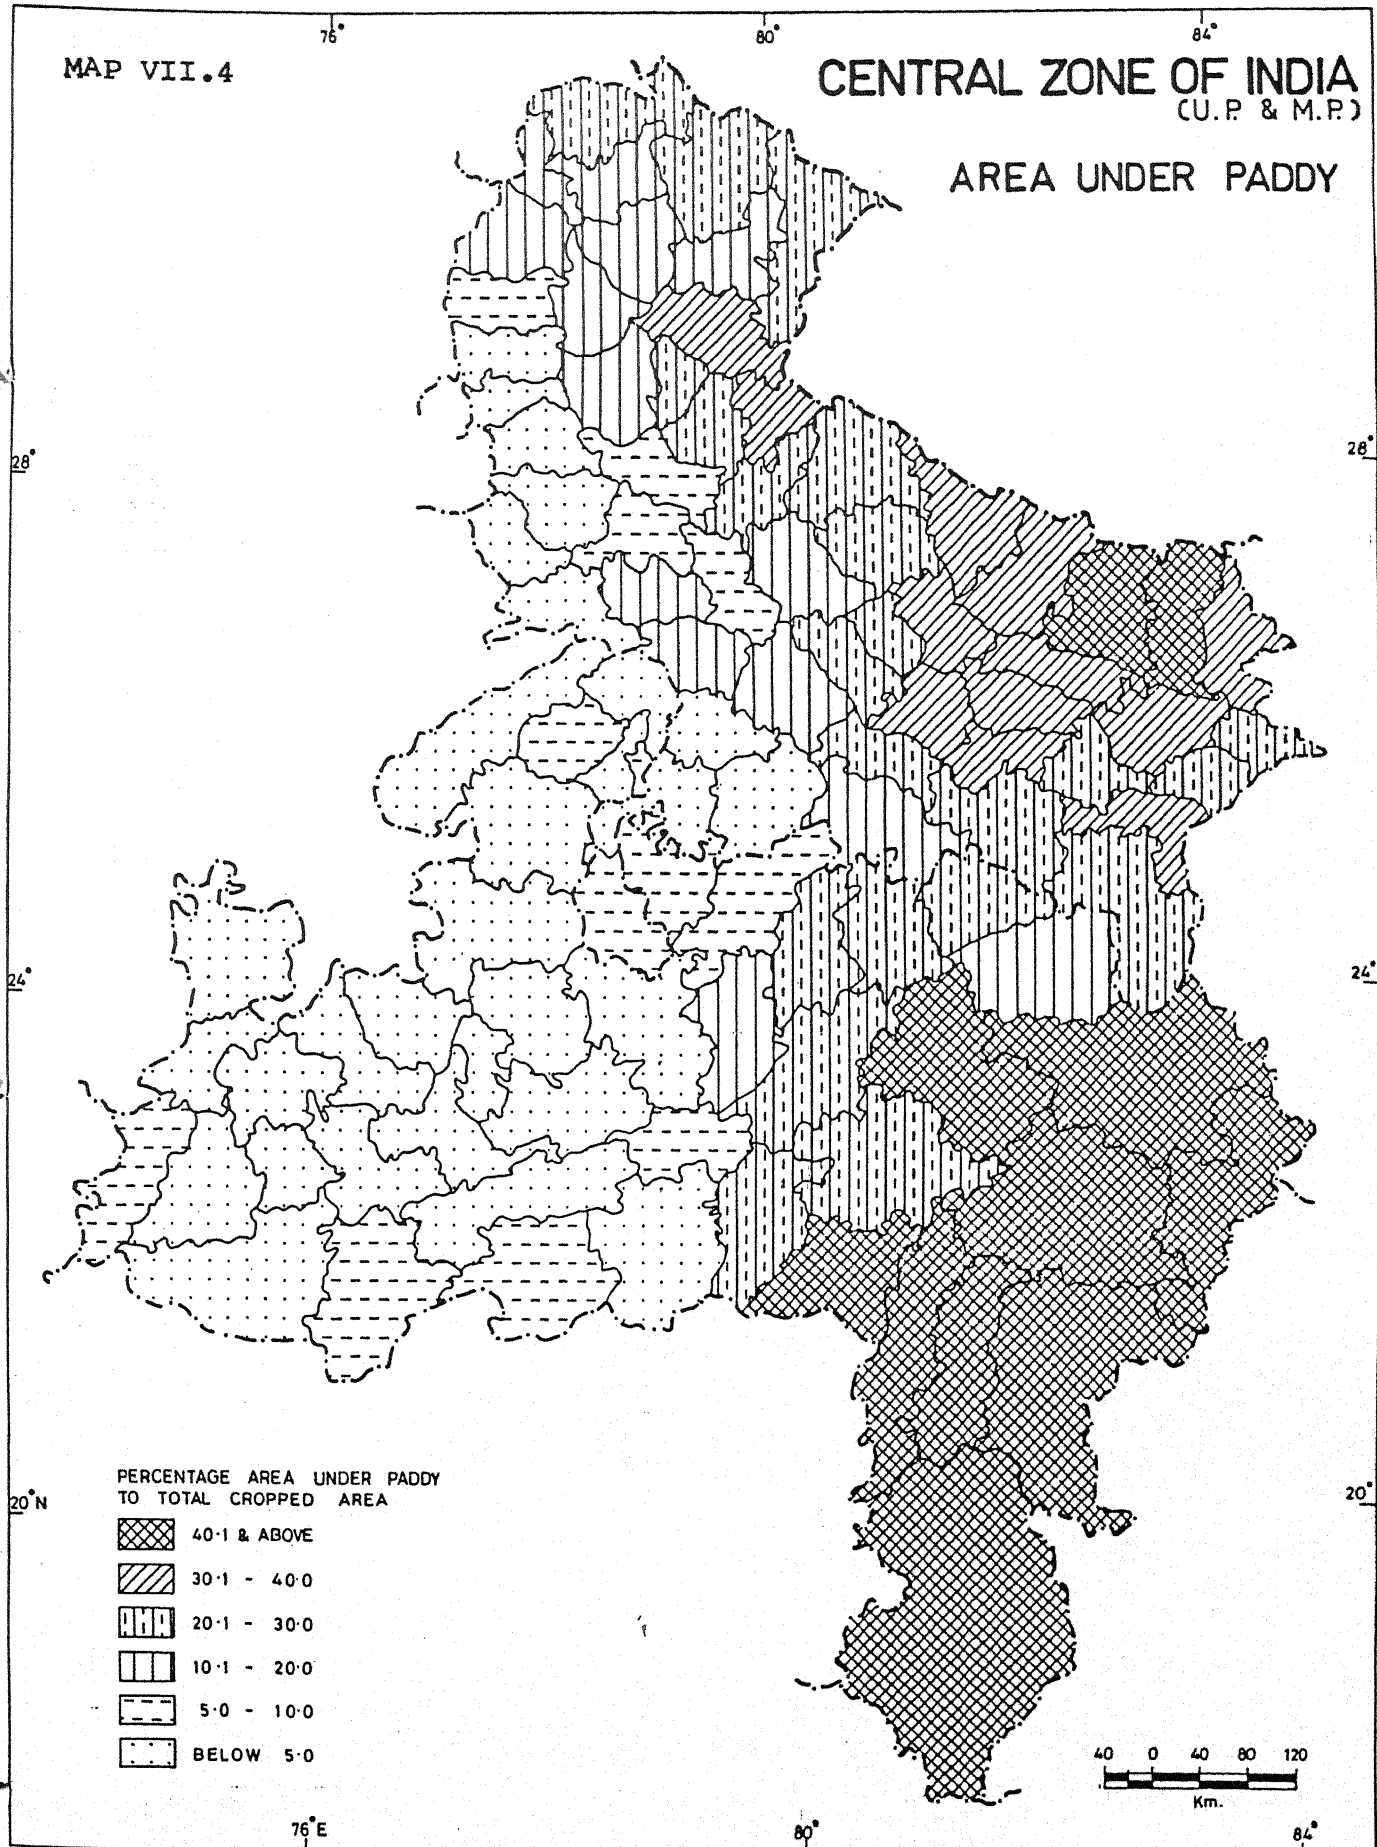 76° 80° 84°
MAP VII.4
CENTRAL ZONE OF INDIA
(U.P. & M.P.)
AREA UNDER PADDY
28° 28°
24° 24°
20°N 20°
PERCENTAGE AREA UNDER PADDY
TO TOTAL CROPPED AREA
40·1 & ABOVE
30·1 - 40·0
20·1 - 30·0
10·1 - 20·0
5·0 - 10·0
BELOW 5·0
40 0 40 80 120
Km.
76°E 80° 84°